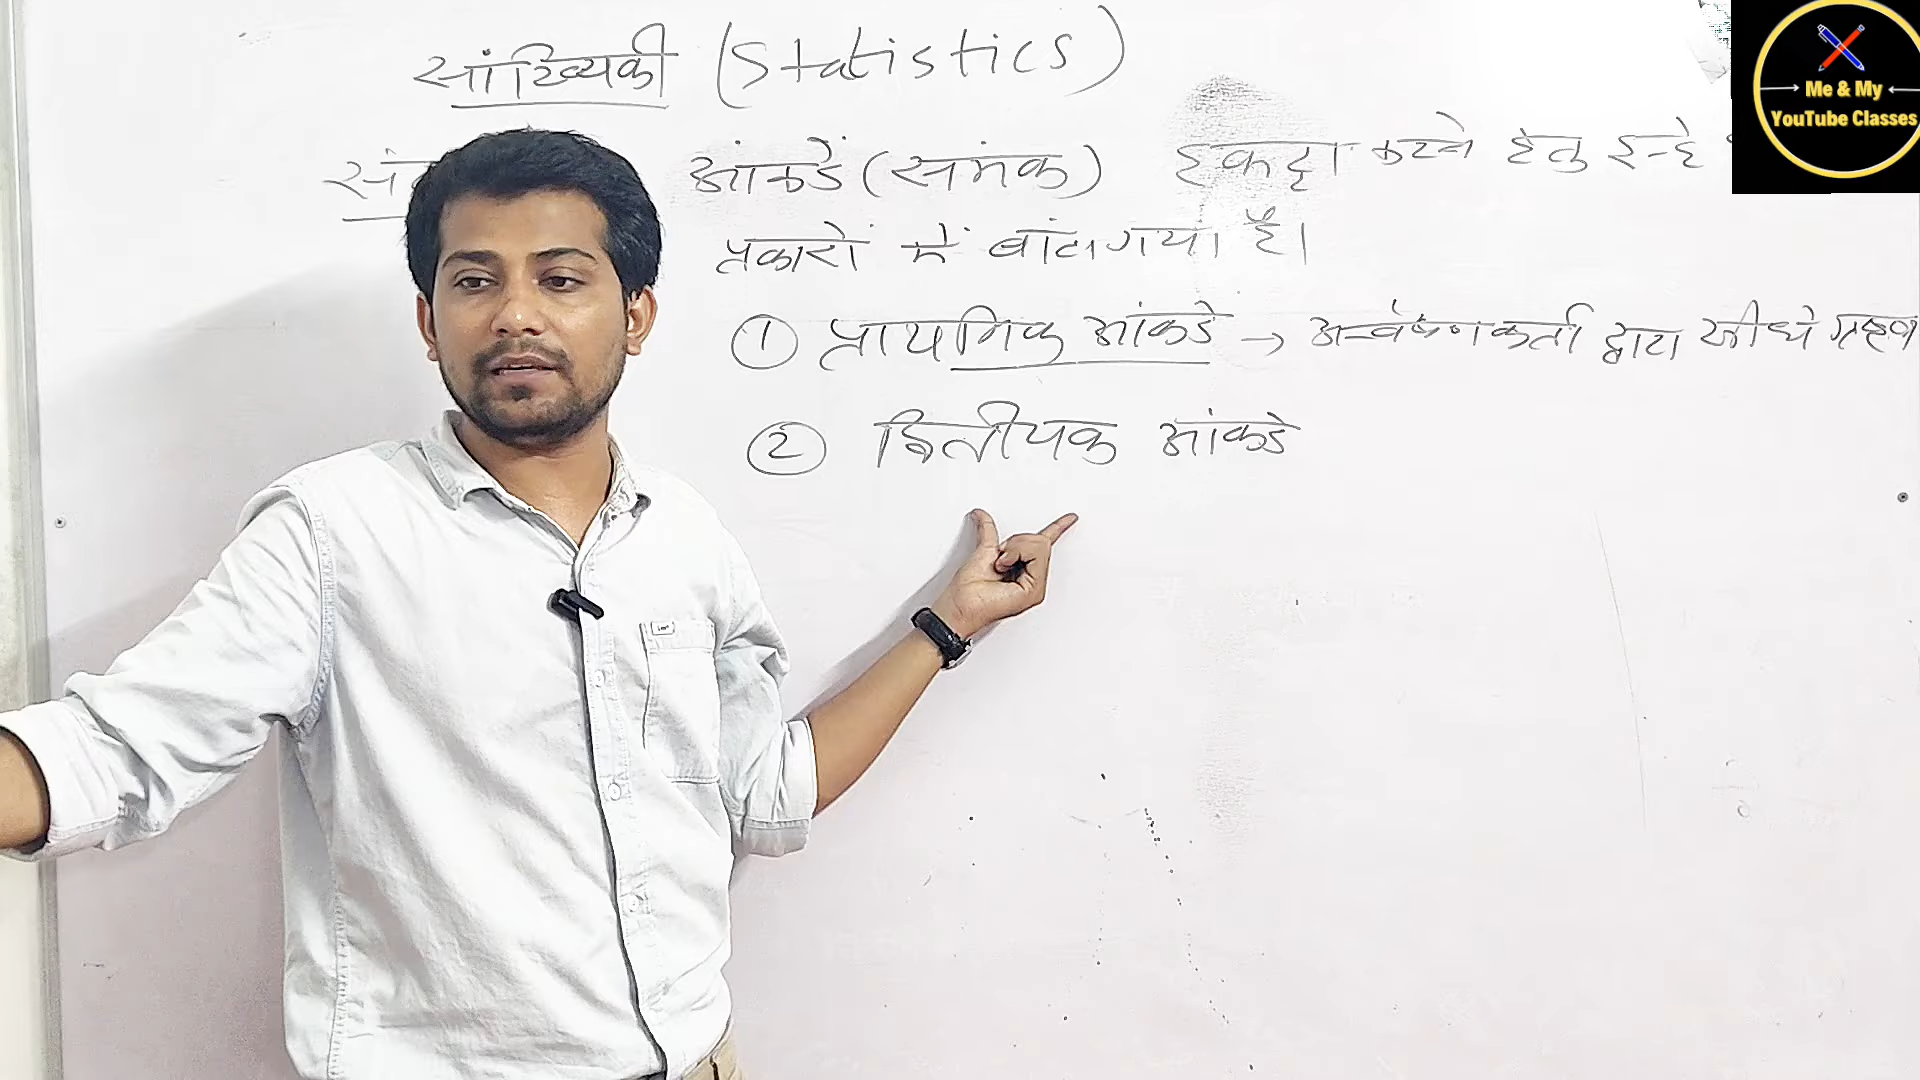 सांख्यिकी (Statistics)
आंकडें (समंक) इकट्टा करने हेतु इन्हे
प्रकारों में बांटा गया है।
① प्राथमिक आंकडे → अन्वेषणकर्ता द्वारा सीधे ग्रहण
② द्वितीयक आंकडे
Me & My
YouTube Classes